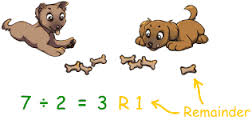 7 ÷ 2 = 3 R 1
Remainder